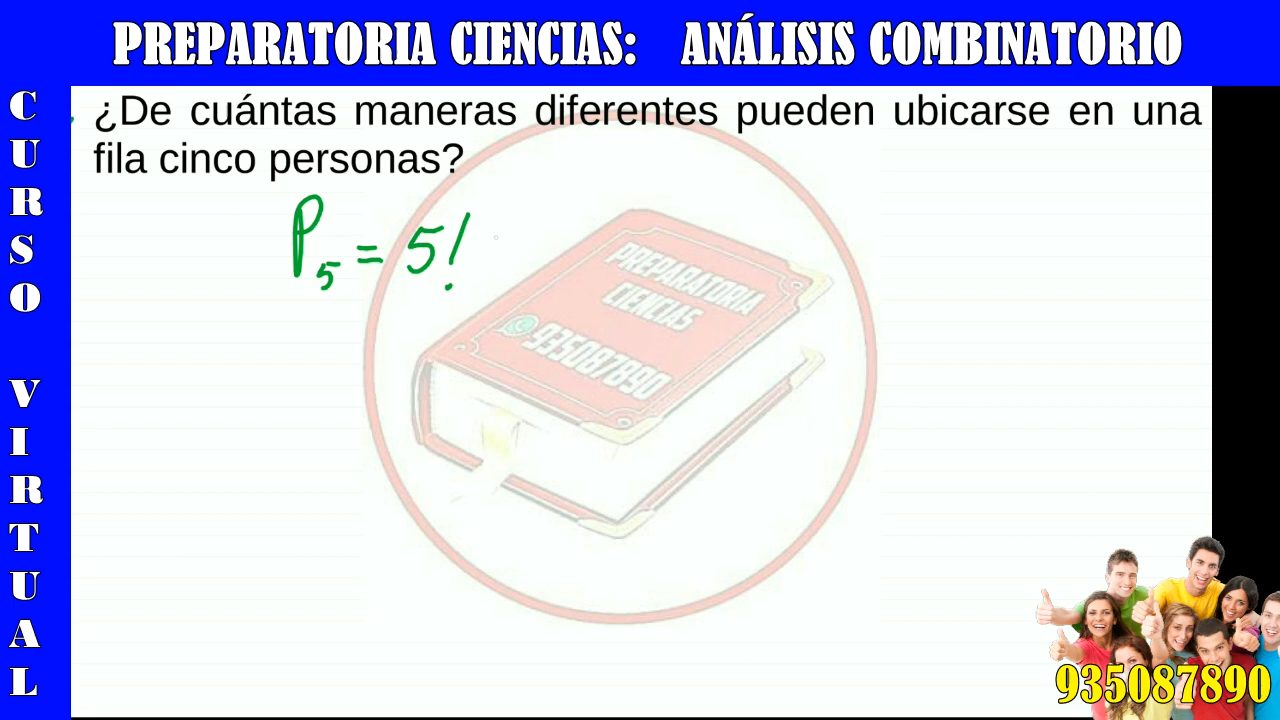 PREPARATORIA CIENCIAS: ANÁLISIS COMBINATORIO
CURSO VIRTUAL
¿De cuántas maneras diferentes pueden ubicarse en una
fila cinco personas?
P₅ = 5!
PREPARATORIA
CIENCIAS
935087890
935087890